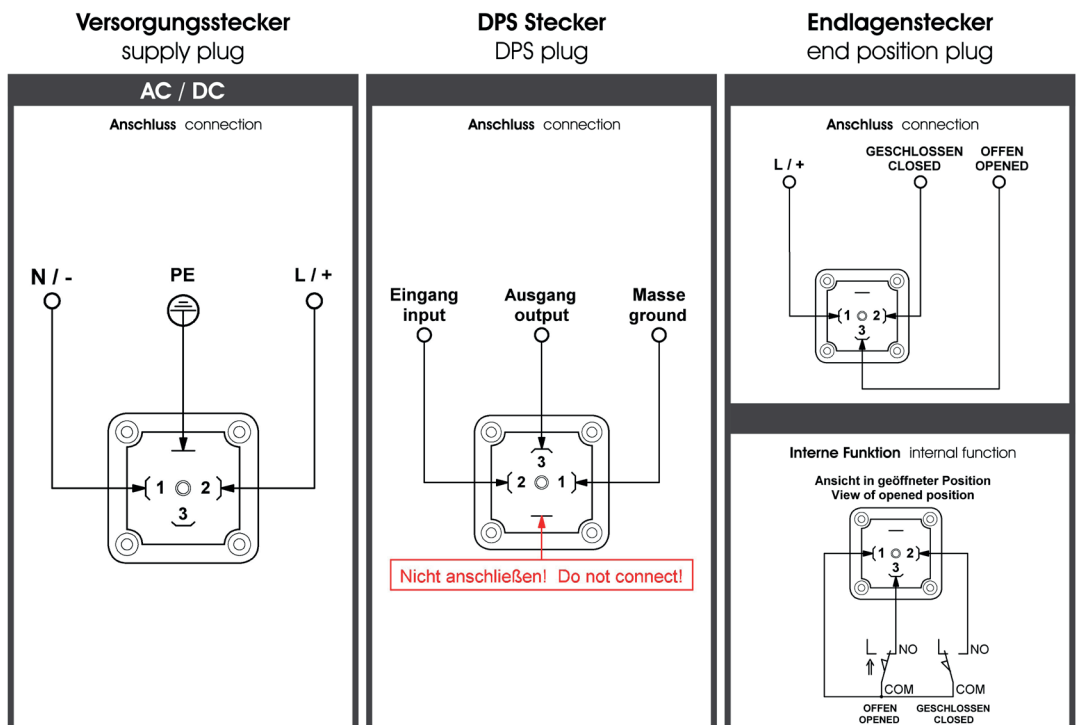 Versorgungsstecker
supply plug
AC / DC
Anschluss connection
N / -
PE
L / +
1 2
3
DPS Stecker
DPS plug
Anschluss connection
Eingang
input
Ausgang
output
Masse
ground
3
2 1
Nicht anschließen! Do not connect!
Endlagenstecker
end position plug
Anschluss connection
L / +
GESCHLOSSEN
CLOSED
OFFEN
OPENED
1 2
3
Interne Funktion internal function
Ansicht in geöffneter Position
View of opened position
1 2
3
NO NO
COM COM
OFFEN
OPENED
GESCHLOSSEN
CLOSED